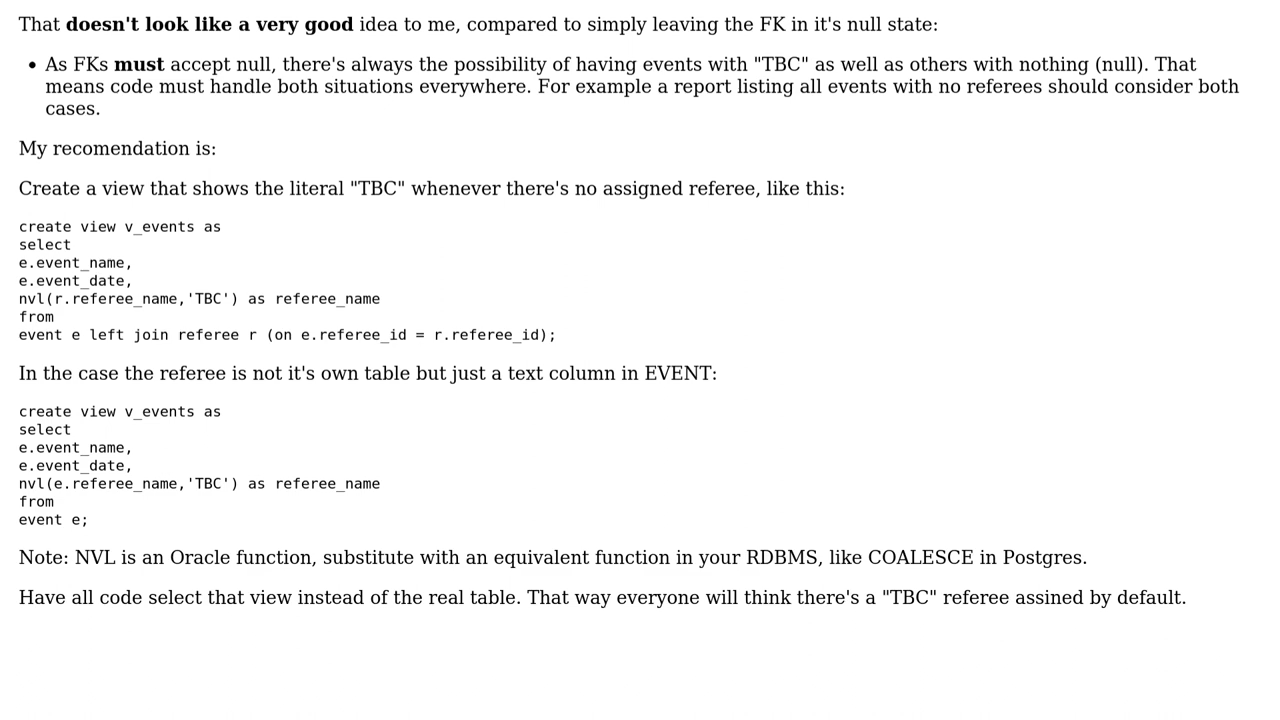 That doesn't look like a very good idea to me, compared to simply leaving the FK in it's null state:
• As FKs must accept null, there's always the possibility of having events with "TBC" as well as others with nothing (null). That
means code must handle both situations everywhere. For example a report listing all events with no referees should consider both
cases.
My recomendation is:
Create a view that shows the literal "TBC" whenever there's no assigned referee, like this:
create view v_events as
select
e.event_name,
e.event_date,
nvl(r.referee_name,'TBC') as referee_name
from
event e left join referee r (on e.referee_id = r.referee_id);
In the case the referee is not it's own table but just a text column in EVENT:
create view v_events as
select
e.event_name,
e.event_date,
nvl(e.referee_name,'TBC') as referee_name
from
event e;
Note: NVL is an Oracle function, substitute with an equivalent function in your RDBMS, like COALESCE in Postgres.
Have all code select that view instead of the real table. That way everyone will think there's a "TBC" referee assined by default.